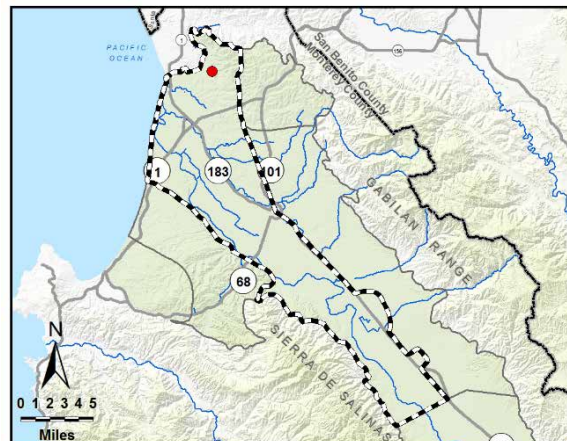 1
PACIFIC
OCEAN
San Benito County
Monterey County
156
1
183
101
GABILAN RANGE
68
SIERRA DE SALINAS
N
0 1 2 3 4 5
Miles